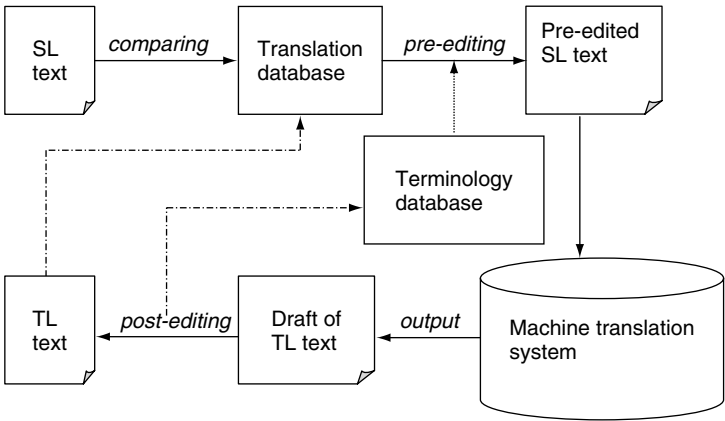 SL
text
comparing
Translation
database
pre-editing
Pre-edited
SL text
Terminology
database
TL
text
post-editing
Draft of
TL text
output
Machine translation
system